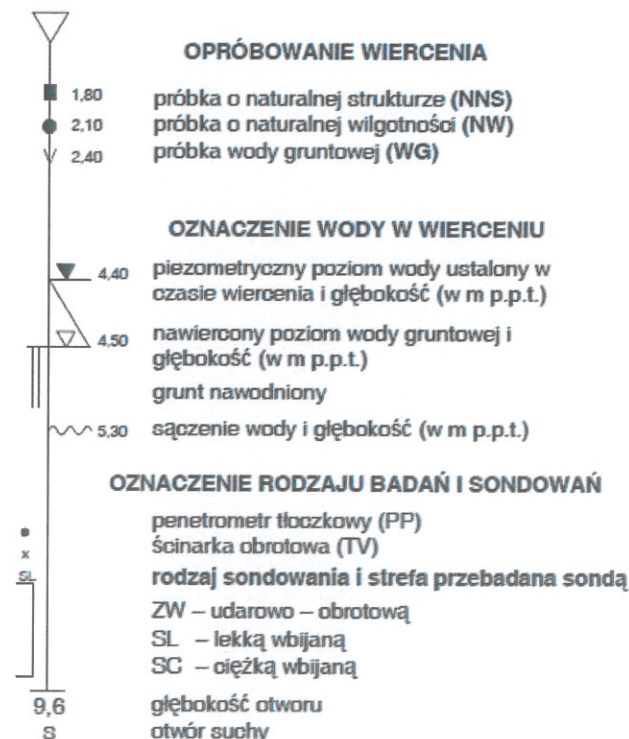 OPRÓBOWANIE WIERCENIA
1,80 próbka o naturalnej strukturze (NNS)
2,10 próbka o naturalnej wilgotności (NW)
2,40 próbka wody gruntowej (WG)
OZNACZENIE WODY W WIERCENIU
4,40 piezometryczny poziom wody ustalony w
czasie wiercenia i głębokość (w m p.p.t.)
4,50 nawiercony poziom wody gruntowej i
głębokość (w m p.p.t.)
grunt nawodniony
5,30 sączenie wody i głębokość (w m p.p.t.)
OZNACZENIE RODZAJU BADAŃ I SONDOWAŃ
penetrometr tłoczkowy (PP)
x ścinarka obrotowa (TV)
SL rodzaj sondowania i strefa przebadana sondą
ZW – udarowo – obrotową
SL – lekką wbijaną
SC – ciężką wbijaną
9,6 głębokość otworu
S otwór suchy